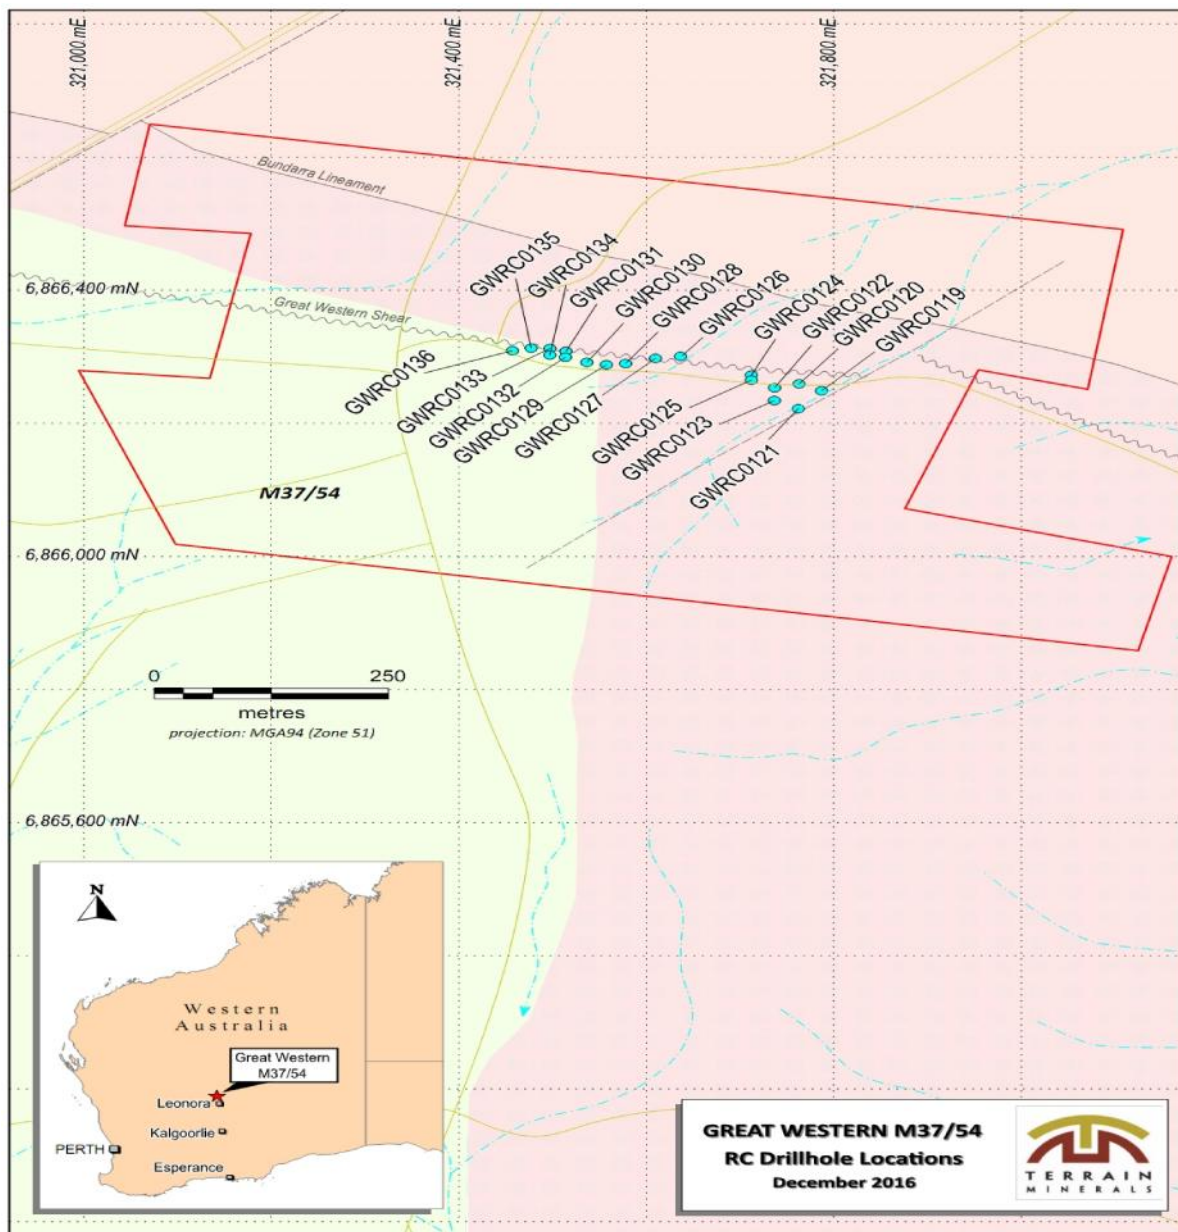 321,000 mE
321,400 mE
321,800 mE
Bundarra Lineament
6,866,400 mN
Great Western Shear
GWRC0135
GWRC0134
GWRC0131
GWRC0130
GWRC0128
GWRC0126
GWRC0124
GWRC0122
GWRC0120
GWRC0119
GWRC0136
GWRC0133
GWRC0132
GWRC0129
GWRC0127
GWRC0125
GWRC0123
GWRC0121
M37/54
6,866,000 mN
0 250
metres
projection: MGA94 (Zone 51)
6,865,600 mN
N
Western
Australia
Great Western
M37/54
Leonora
Kalgoorlie
PERTH
Esperance
GREAT WESTERN M37/54
RC Drillhole Locations
December 2016
TERRAIN
MINERALS